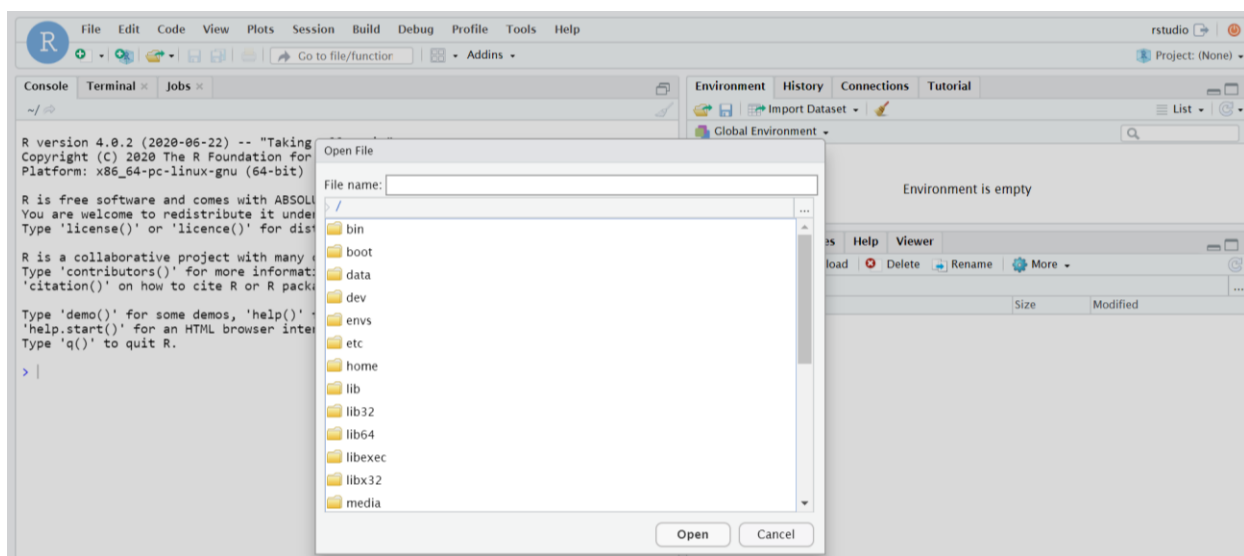 R
File Edit Code View Plots Session Build Debug Profile Tools Help
rstudio
Go to file/function
Addins
Project: (None)
Console Terminal Jobs
~/
R version 4.0.2 (2020-06-22) -- "Taking
Copyright (C) 2020 The R Foundation for
Platform: x86_64-pc-linux-gnu (64-bit)
R is free software and comes with ABSOL
You are welcome to redistribute it unde
Type 'license()' or 'licence()' for dis
R is a collaborative project with many
Type 'contributors()' for more informat
'citation()' on how to cite R or R pack
Type 'demo()' for some demos, 'help()'
'help.start()' for an HTML browser inte
Type 'q()' to quit R.
>
Open File
File name:
/
...
bin
boot
data
dev
envs
etc
home
lib
lib32
lib64
libexec
libx32
media
Open Cancel
Environment History Connections Tutorial
Import Dataset
List
Global Environment
Environment is empty
es Help Viewer
load Delete Rename More
...
Size Modified